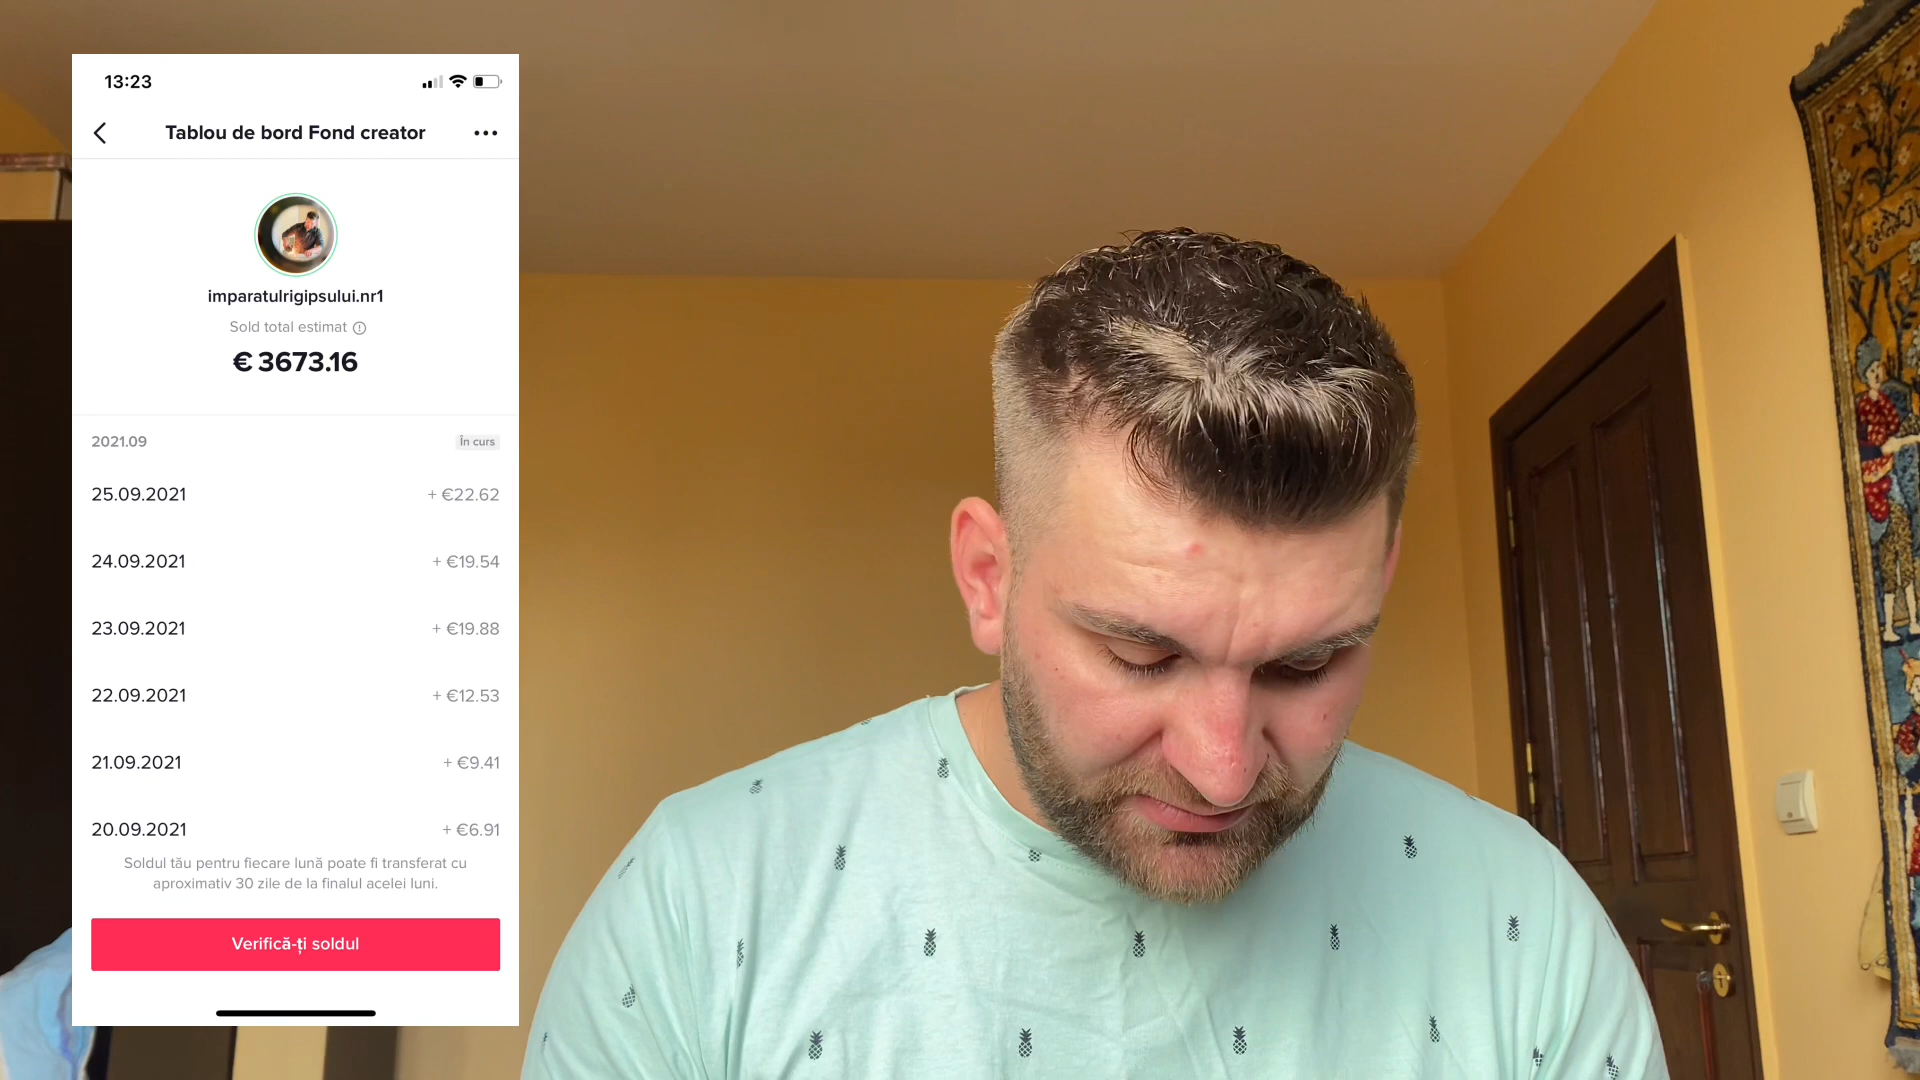 13:23
Tablou de bord Fond creator
imparatulrigipsului.nr1
Sold total estimat
€ 3673.16
2021.09 În curs
25.09.2021 + €22.62
24.09.2021 + €19.54
23.09.2021 + €19.88
22.09.2021 + €12.53
21.09.2021 + €9.41
20.09.2021 + €6.91
Soldul tău pentru fiecare lună poate fi transferat cu
aproximativ 30 zile de la finalul acelei luni.
Verifică-ți soldul